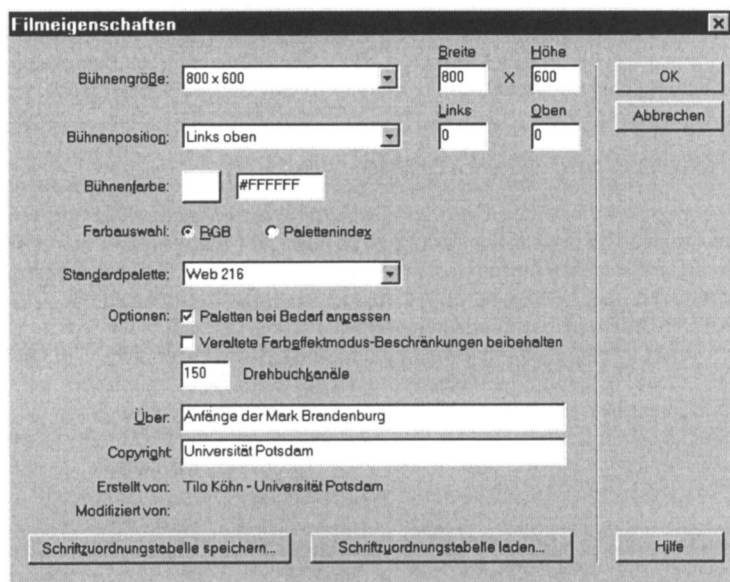 Filmeigenschaften
Breite Höhe
Bühnengröße: 800 x 600 800 × 600 OK
Links Oben Abbrechen
Bühnenposition: Links oben 0 0
Bühnenfarbe: #FFFFFF
Farbauswahl: RGB Palettenindex
Standardpalette: Web 216
Optionen: Paletten bei Bedarf anpassen
Veraltete Farbeffektmodus-Beschränkungen beibehalten
150 Drehbuchkanäle
Über: Anfänge der Mark Brandenburg
Copyright: Universität Potsdam
Erstellt von: Tilo Köhn - Universität Potsdam
Modifiziert von:
Schriftzuordnungstabelle speichern... Schriftzuordnungstabelle laden... Hilfe